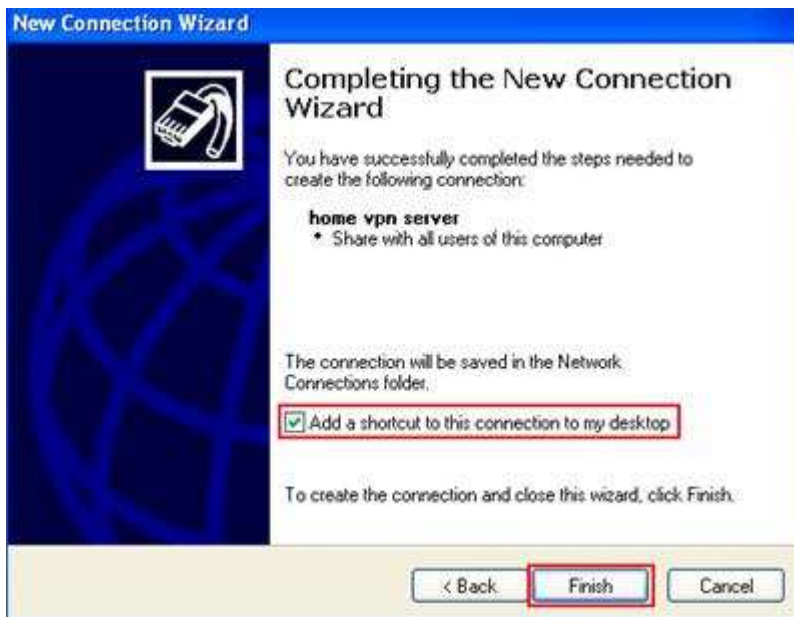 New Connection Wizard
Completing the New Connection
Wizard
You have successfully completed the steps needed to
create the following connection:
home vpn server
• Share with all users of this computer
The connection will be saved in the Network
Connections folder.
Add a shortcut to this connection to my desktop
To create the connection and close this wizard, click Finish.
< Back Finish Cancel